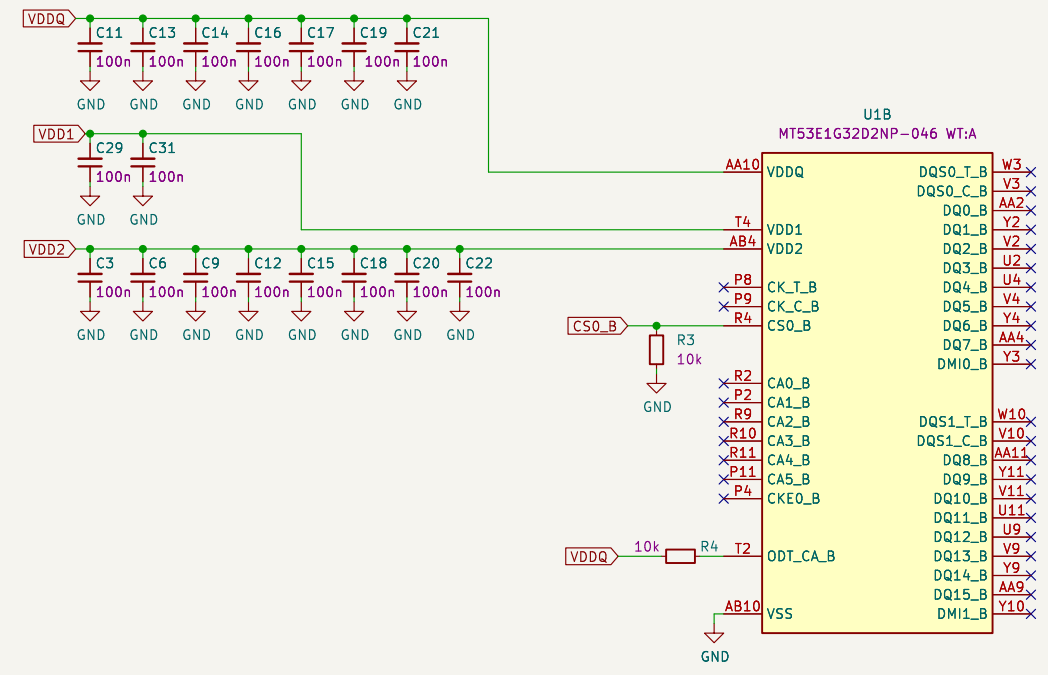 VDDQ C11 C13 C14 C16 C17 C19 C21
100n 100n 100n 100n 100n 100n 100n
GND GND GND GND GND GND GND
VDD1 C29 C31
100n 100n
GND GND
VDD2 C3 C6 C9 C12 C15 C18 C20 C22
100n 100n 100n 100n 100n 100n 100n 100n
GND GND GND GND GND GND GND GND
CS0_B
R3
10k
GND
VDDQ 10k R4
GND
U1B
MT53E1G32D2NP-046 WT:A
AA10 VDDQ
T4 VDD1
AB4 VDD2
P8 CK_T_B
P9 CK_C_B
R4 CS0_B
R2 CA0_B
P2 CA1_B
R9 CA2_B
R10 CA3_B
R11 CA4_B
P11 CA5_B
P4 CKE0_B
T2 ODT_CA_B
AB10 VSS
DQS0_T_B W3
DQS0_C_B V3
DQ0_B AA2
DQ1_B Y2
DQ2_B V2
DQ3_B U2
DQ4_B U4
DQ5_B V4
DQ6_B Y4
DQ7_B AA4
DMI0_B Y3
DQS1_T_B W10
DQS1_C_B V10
DQ8_B AA11
DQ9_B Y11
DQ10_B V11
DQ11_B U11
DQ12_B U9
DQ13_B V9
DQ14_B Y9
DQ15_B AA9
DMI1_B Y10